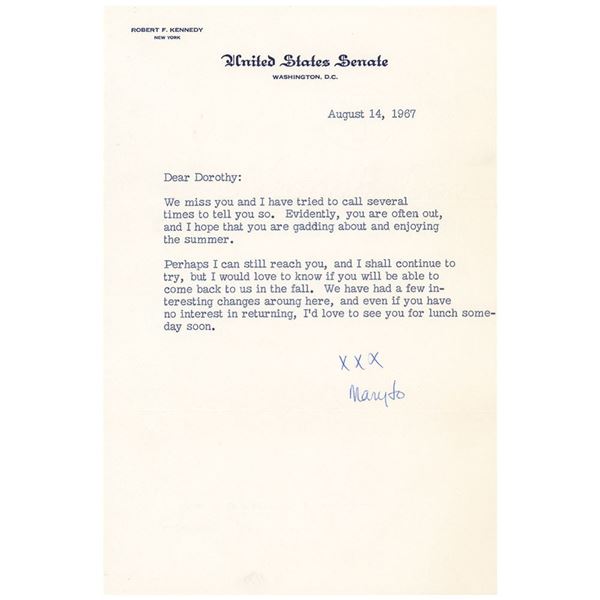 ROBERT F. KENNEDY
NEW YORK
United States Senate
WASHINGTON, D.C.
August 14, 1967
Dear Dorothy:
We miss you and I have tried to call several
times to tell you so. Evidently, you are often out,
and I hope that you are gadding about and enjoying
the summer.
Perhaps I can still reach you, and I shall continue to
try, but I would love to know if you will be able to
come back to us in the fall. We have had a few in-
teresting changes aroung here, and even if you have
no interest in returning, I'd love to see you for lunch some-
day soon.
x x x
MaryJo